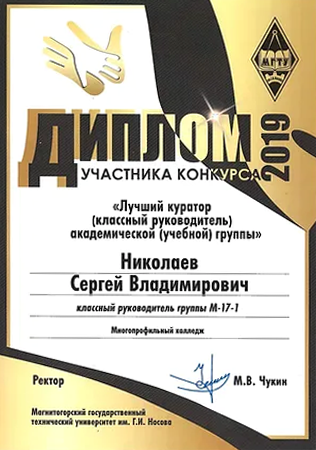 МГТУ
ДИПЛОМ
УЧАСТНИКА КОНКУРСА
2019
«Лучший куратор
(классный руководитель)
академической (учебной) группы»
Николаев
Сергей Владимирович
классный руководитель группы М-17-1
Многопрофильный колледж
Ректор
М.В. Чукин
Магнитогорский государственный
технический университет им. Г.И. Носова